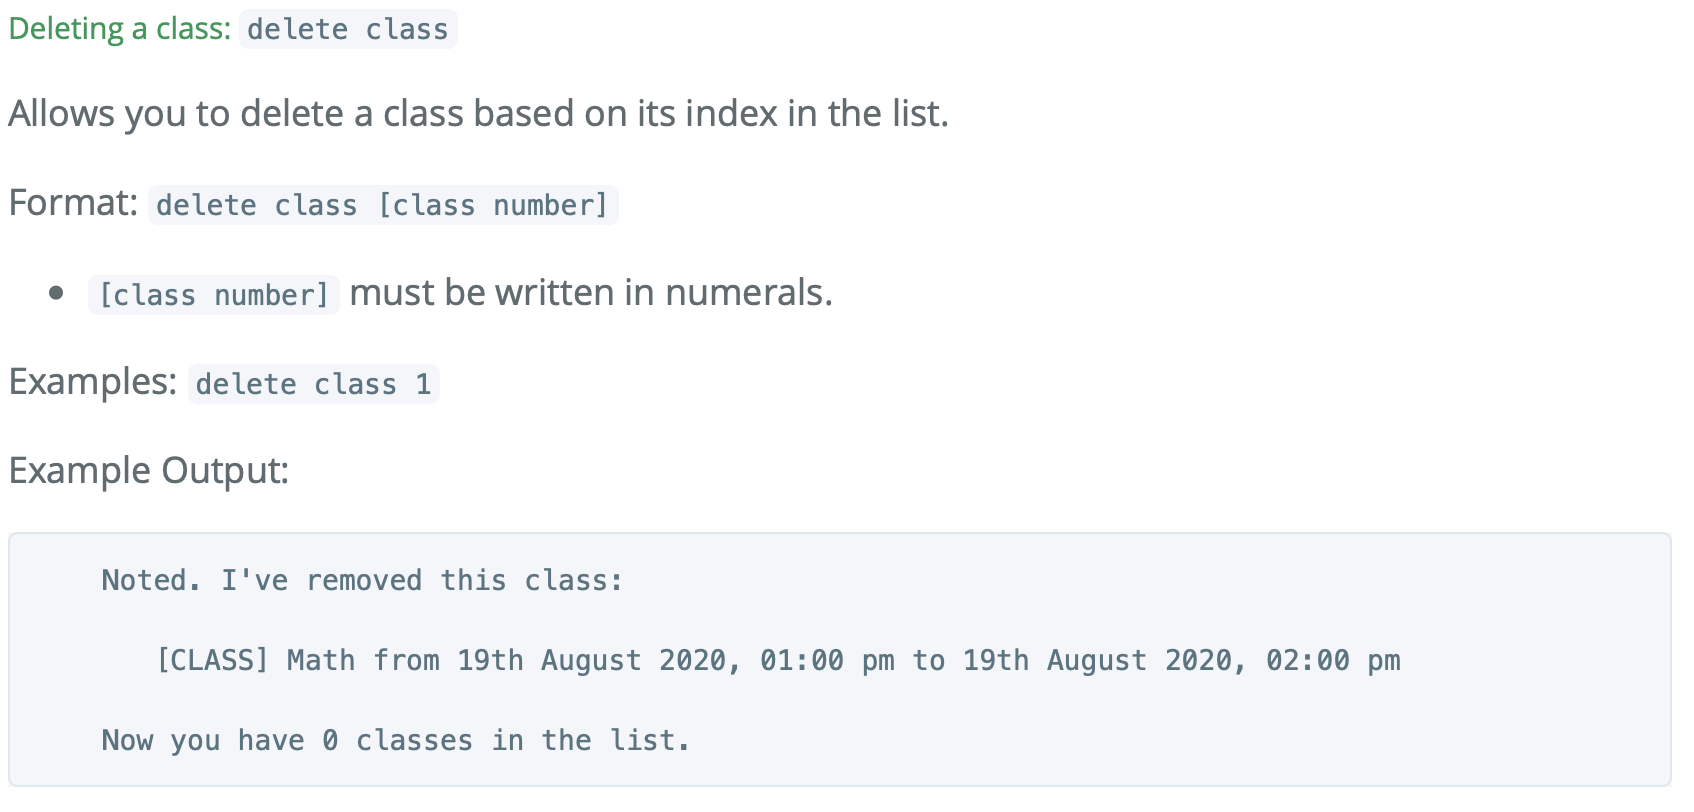 Deleting a class: delete class
Allows you to delete a class based on its index in the list.
Format: delete class [class number]
• [class number] must be written in numerals.
Examples: delete class 1
Example Output:
Noted. I've removed this class:
[CLASS] Math from 19th August 2020, 01:00 pm to 19th August 2020, 02:00 pm
Now you have 0 classes in the list.